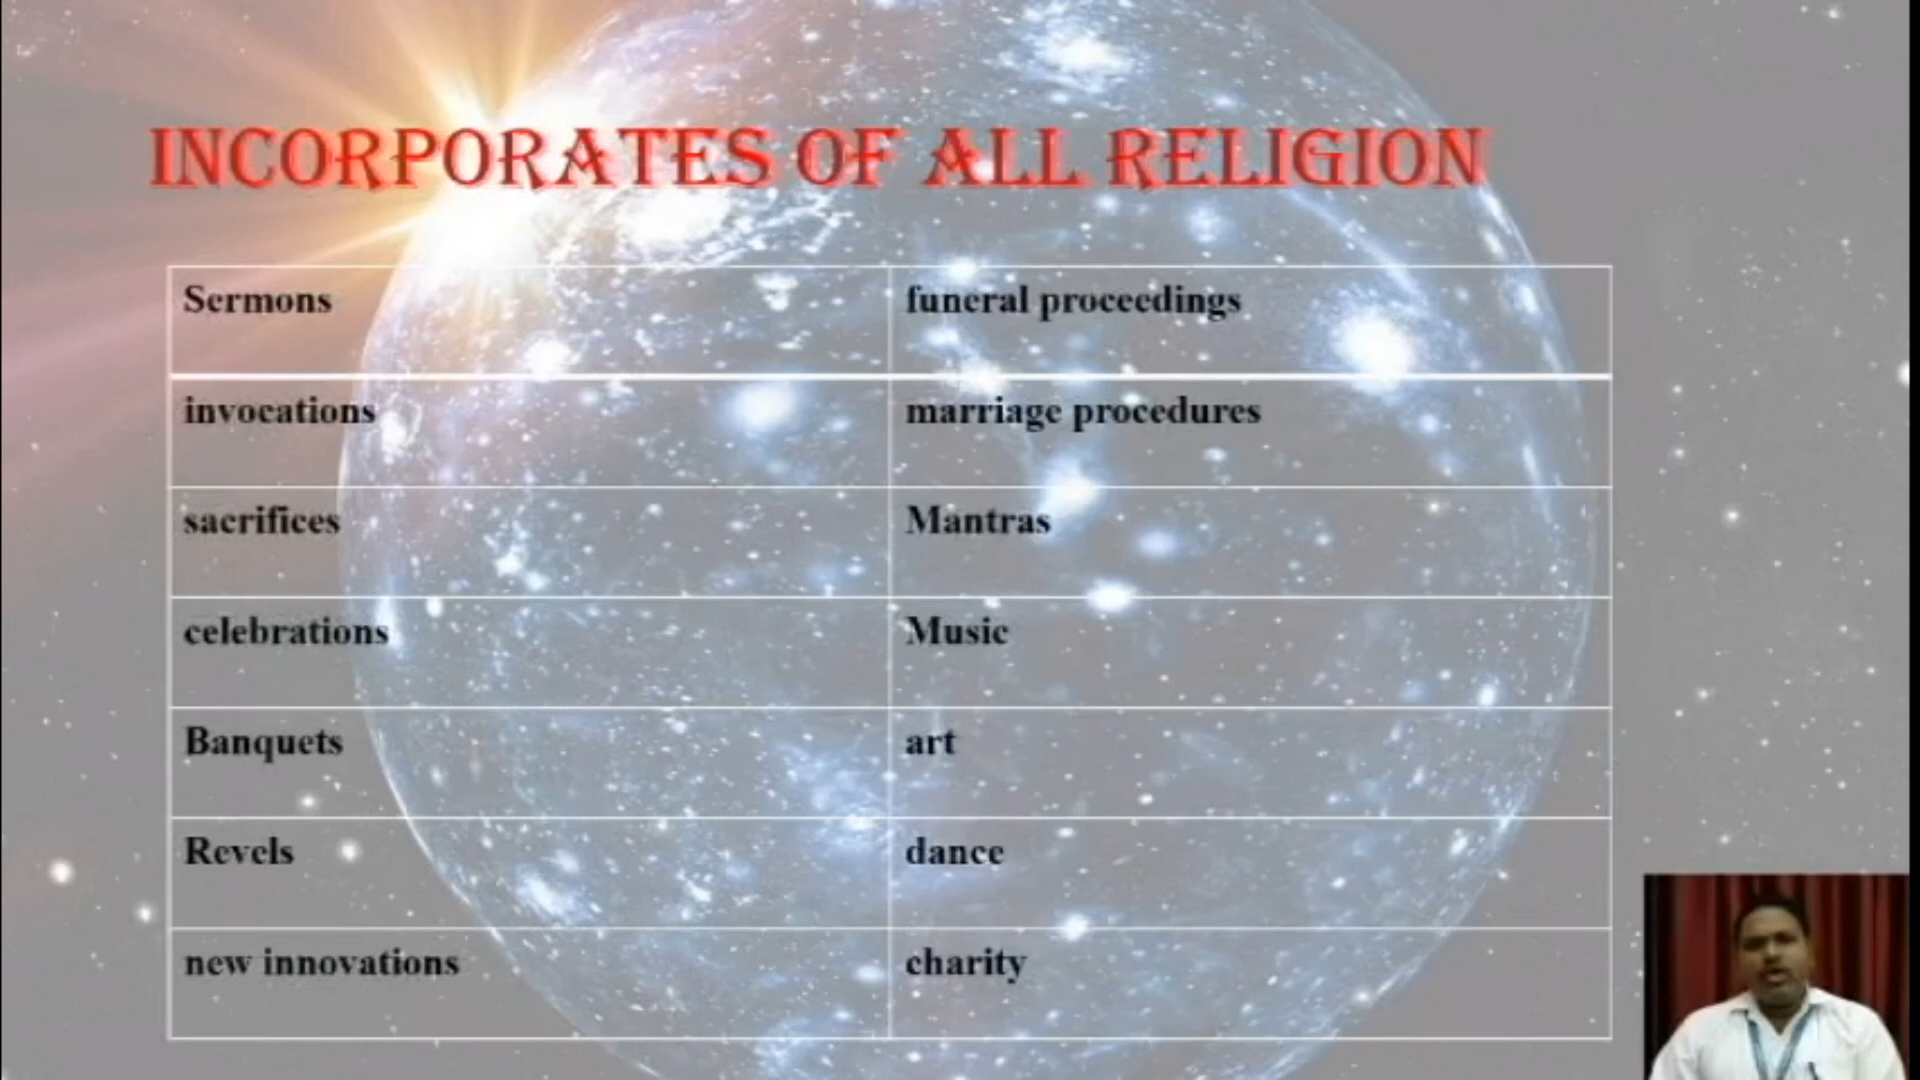 INCORPORATES OF ALL RELIGION
Sermons funeral proceedings
invocations marriage procedures
sacrifices Mantras
celebrations Music
Banquets art
Revels dance
new innovations charity